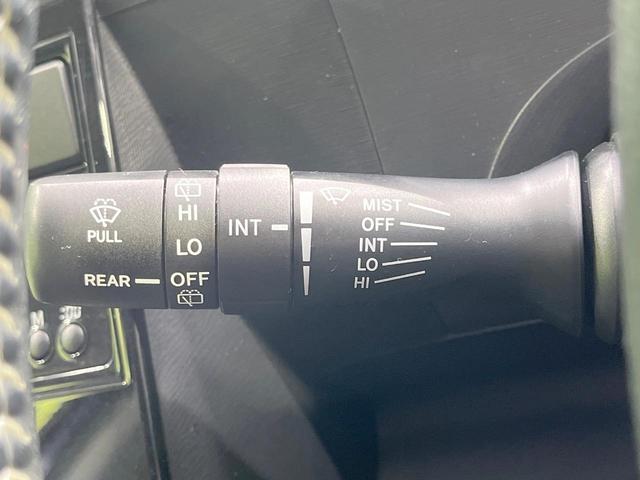 PULL
REAR
HI
LO
OFF
INT
MIST
OFF
INT
LO
HI